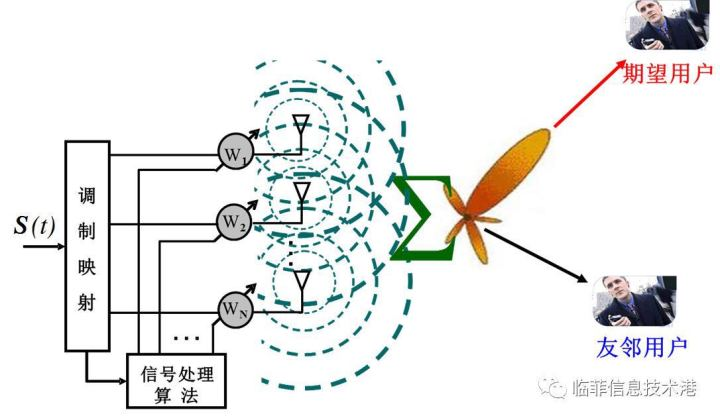 期望用户
S(t)
调
制
映
射
W1
W2
WN
...
...
信号处理
算 法
Σ
友邻用户
临菲信息技术港